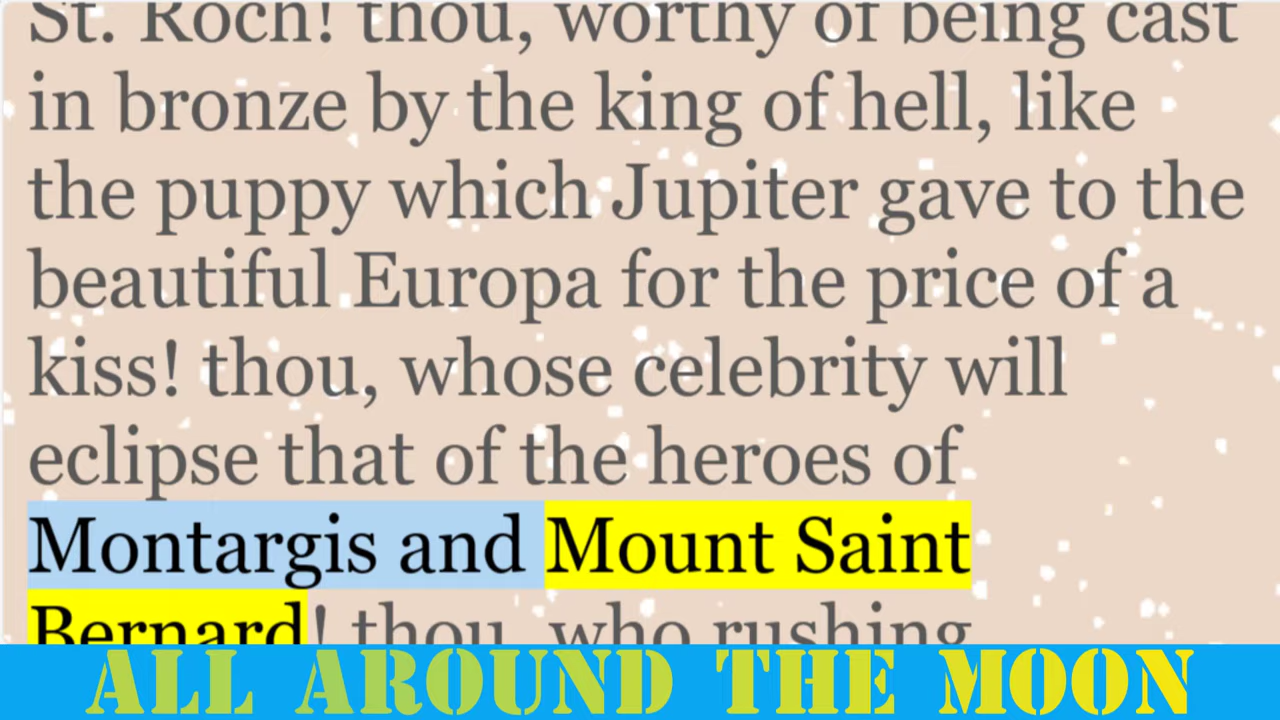 St. Roch! thou, worthy of being cast
in bronze by the king of hell, like
the puppy which Jupiter gave to the
beautiful Europa for the price of a
kiss! thou, whose celebrity will
eclipse that of the heroes of
Montargis and Mount Saint
Bernard! thou, who rushing
ALL AROUND THE MOON